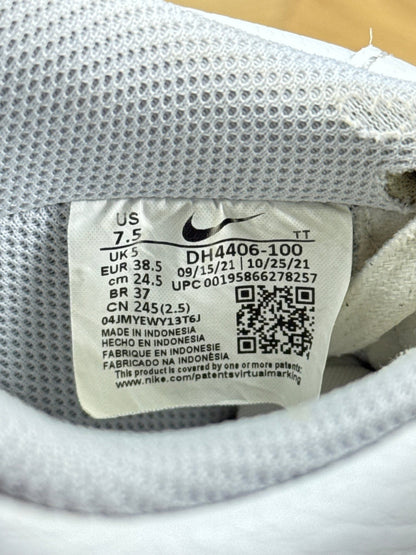 US
7.5 TT
UK 5 DH4406-100
EUR 38.5 09/15/21 | 10/25/21
cm 24.5 UPC 00195866278257
BR 37
CN 245(2.5)
04JMYEWY13T6J
MADE IN INDONESIA
HECHO EN INDONESIA
FABRIQUE EN INDONESIE
FABRICADO NA INDONÉSIA
This product is covered by one or more patents:
www.nike.com/patentsvirtualmarking